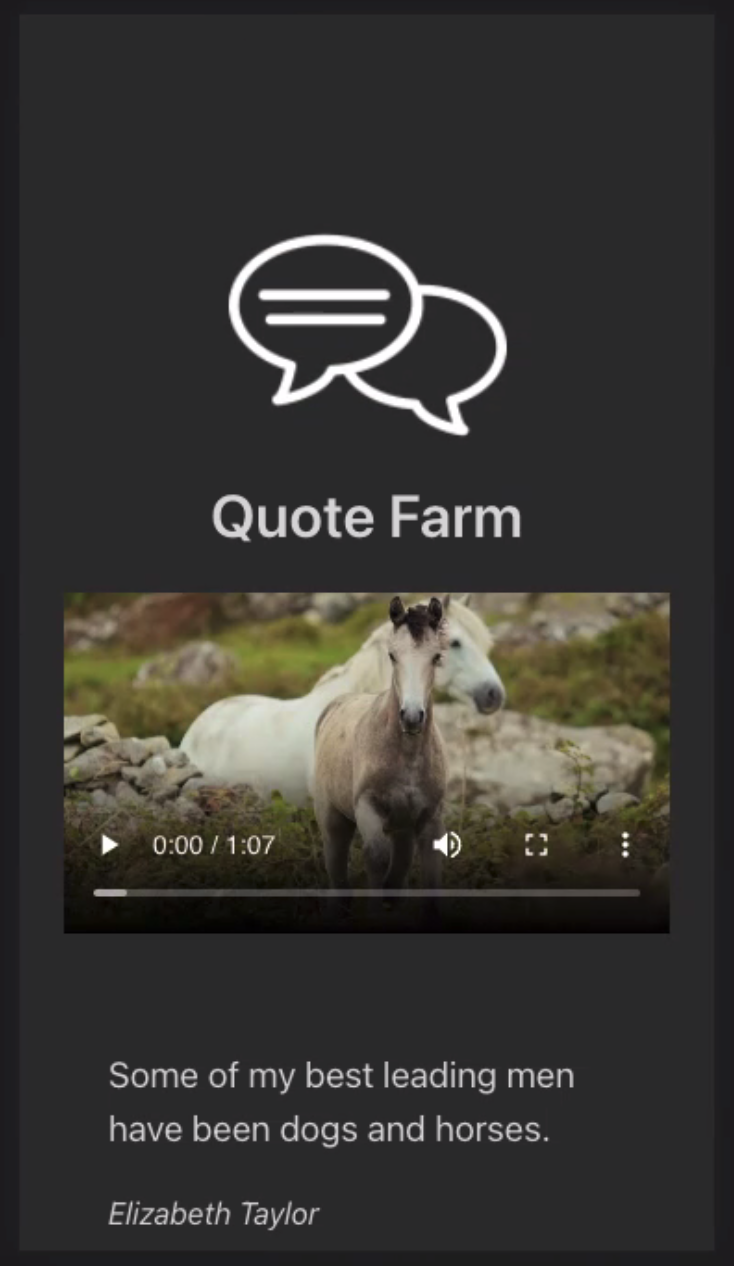 Quote Farm
0:00 / 1:07
Some of my best leading men
have been dogs and horses.
Elizabeth Taylor